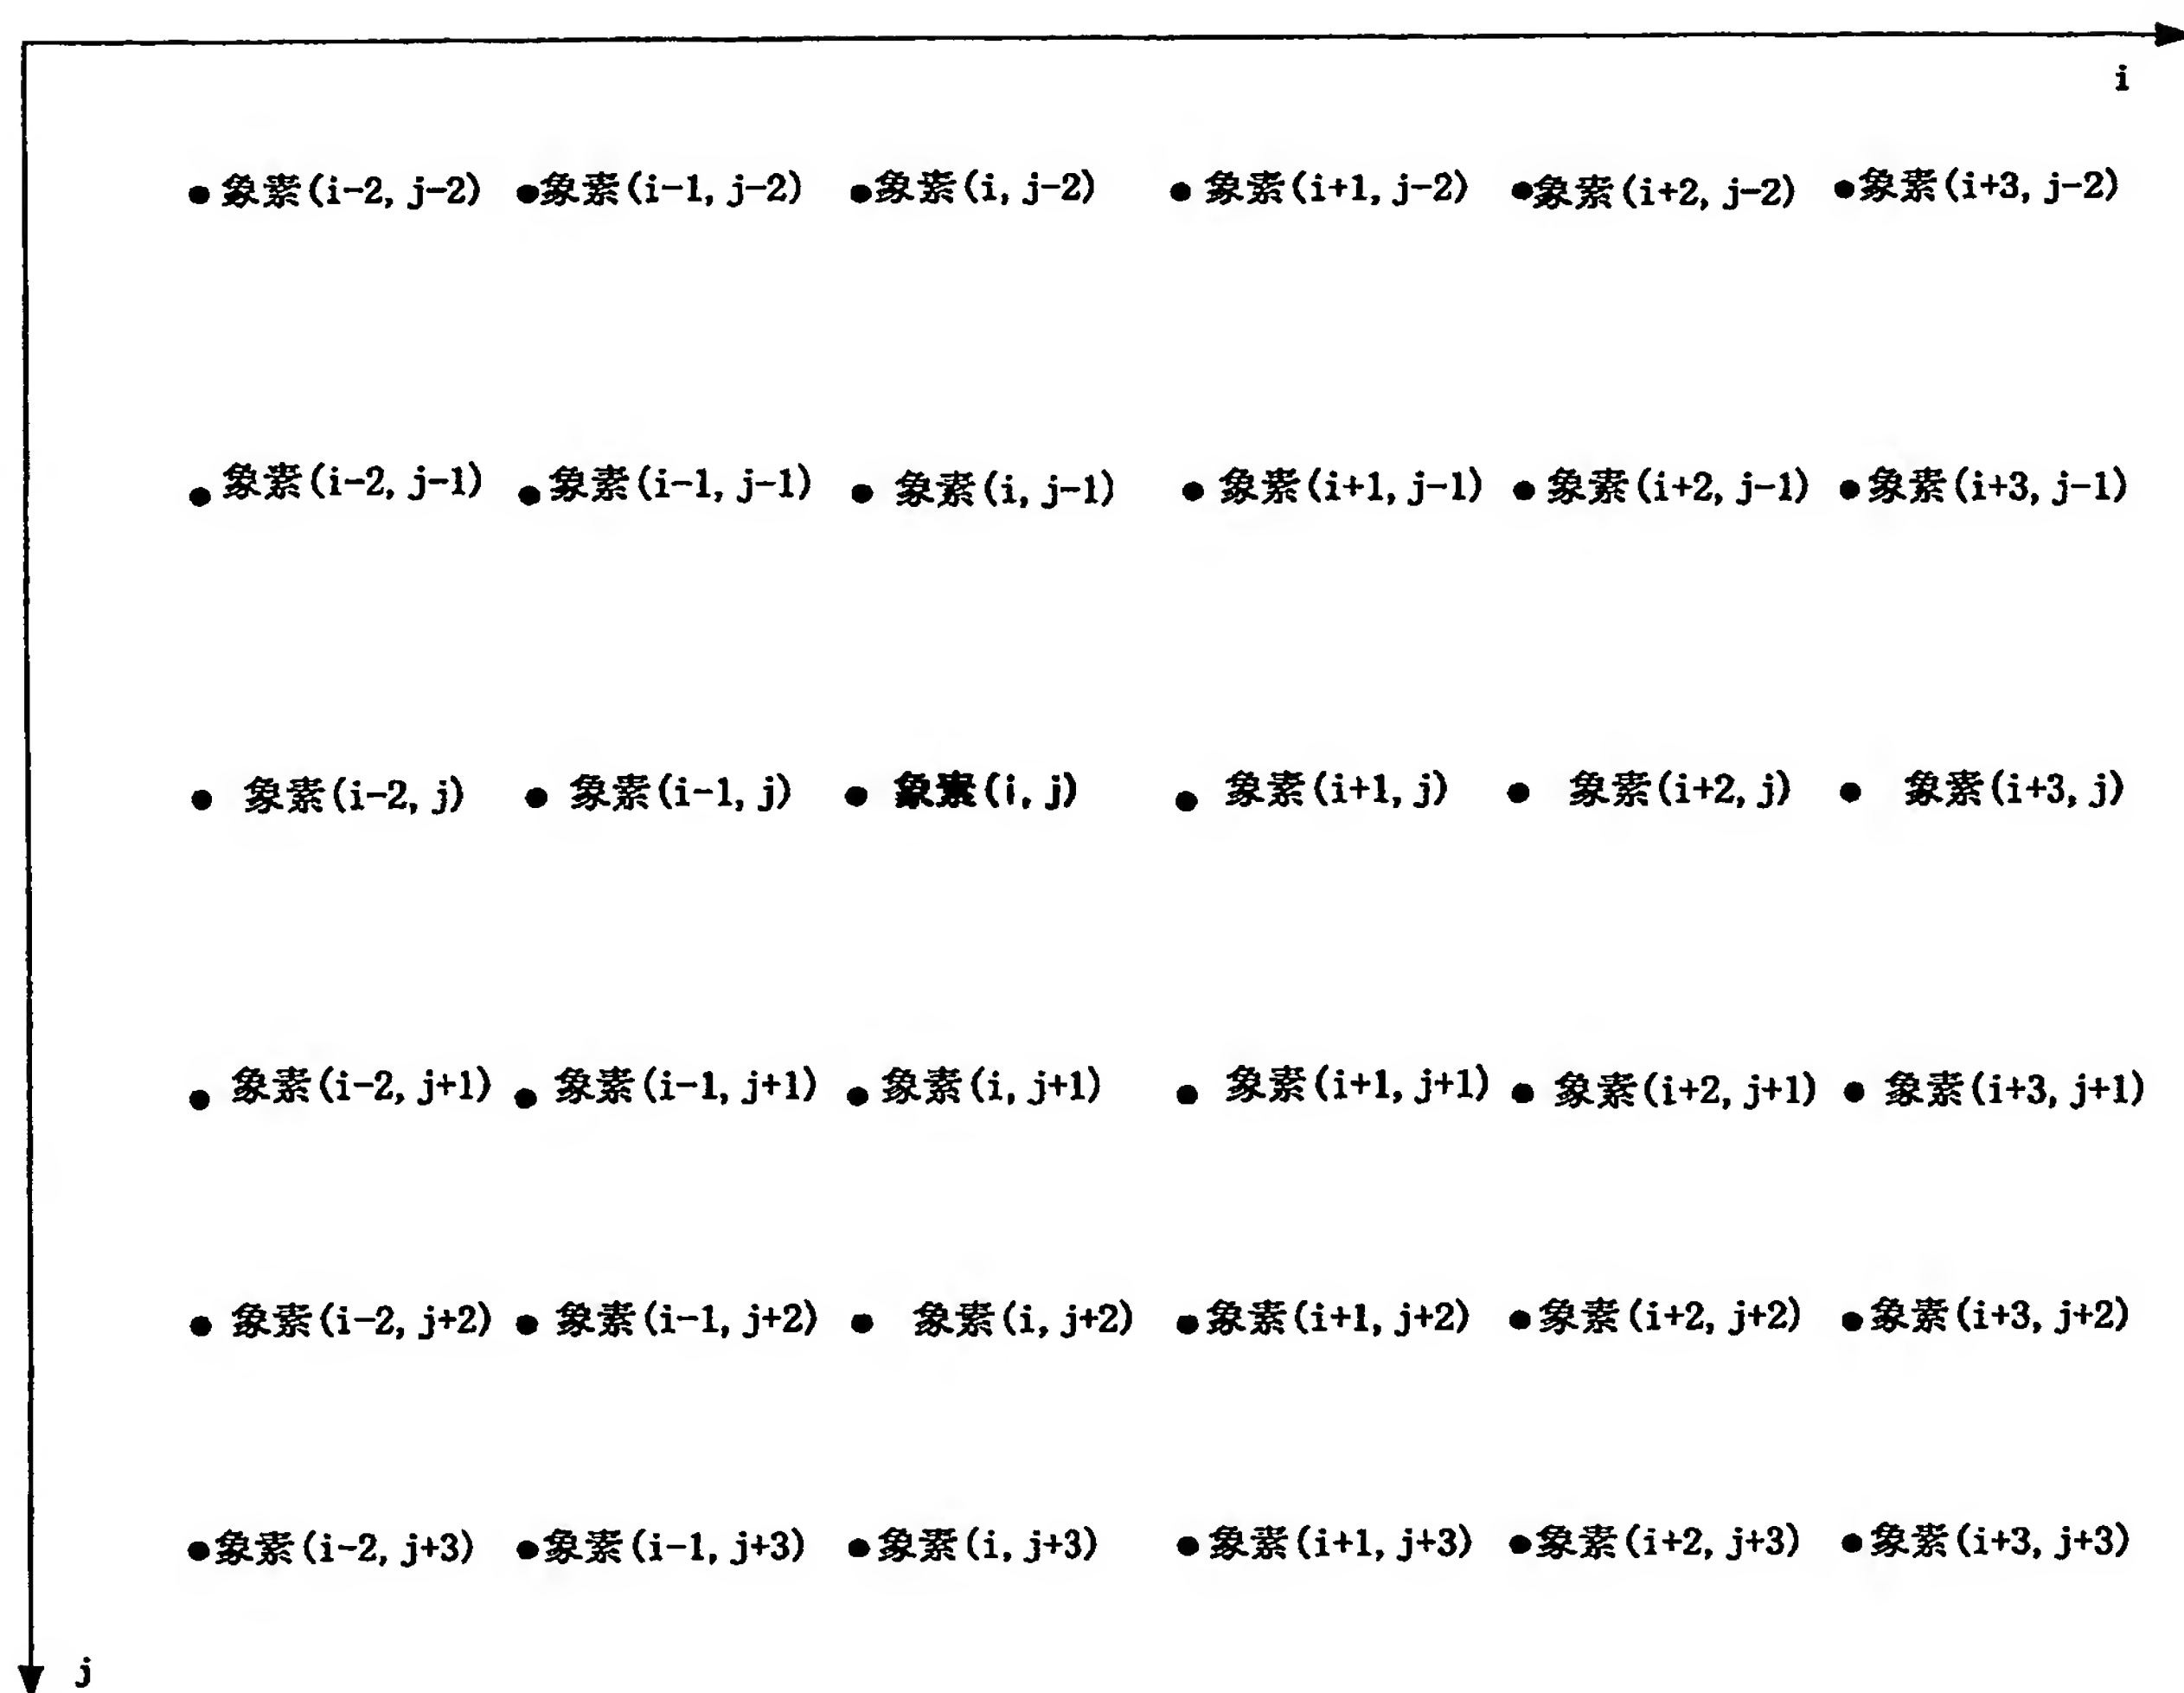 i
●象素(i-2, j-2) ●象素(i-1, j-2) ●象素(i, j-2) ●象素(i+1, j-2) ●象素(i+2, j-2) ●象素(i+3, j-2)
●象素(i-2, j-1) ●象素(i-1, j-1) ●象素(i, j-1) ●象素(i+1, j-1) ●象素(i+2, j-1) ●象素(i+3, j-1)
●象素(i-2, j) ●象素(i-1, j) ●象素(i, j) ●象素(i+1, j) ●象素(i+2, j) ●象素(i+3, j)
●象素(i-2, j+1) ●象素(i-1, j+1) ●象素(i, j+1) ●象素(i+1, j+1) ●象素(i+2, j+1) ●象素(i+3, j+1)
●象素(i-2, j+2) ●象素(i-1, j+2) ●象素(i, j+2) ●象素(i+1, j+2) ●象素(i+2, j+2) ●象素(i+3, j+2)
●象素(i-2, j+3) ●象素(i-1, j+3) ●象素(i, j+3) ●象素(i+1, j+3) ●象素(i+2, j+3) ●象素(i+3, j+3)
j